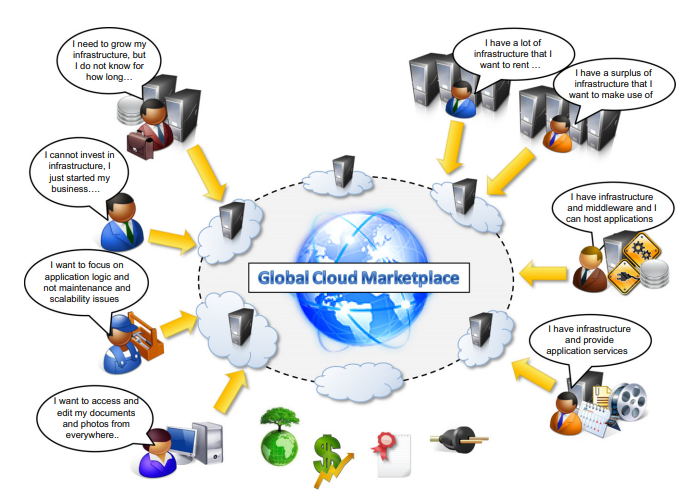 I need to grow my
infrastructure, but
I do not know for
how long…
I cannot invest in
infrastructure, I
just started my
business….
I want to focus on
application logic and
not maintenance and
scalability issues
I want to access and
edit my documents
and photos from
everywhere..
Global Cloud Marketplace
I have a lot of
infrastructure that I
want to rent …
I have a surplus of
infrastructure that I
want to make use of
I have infrastructure
and middleware and I
can host applications
I have infrastructure
and provide
application services